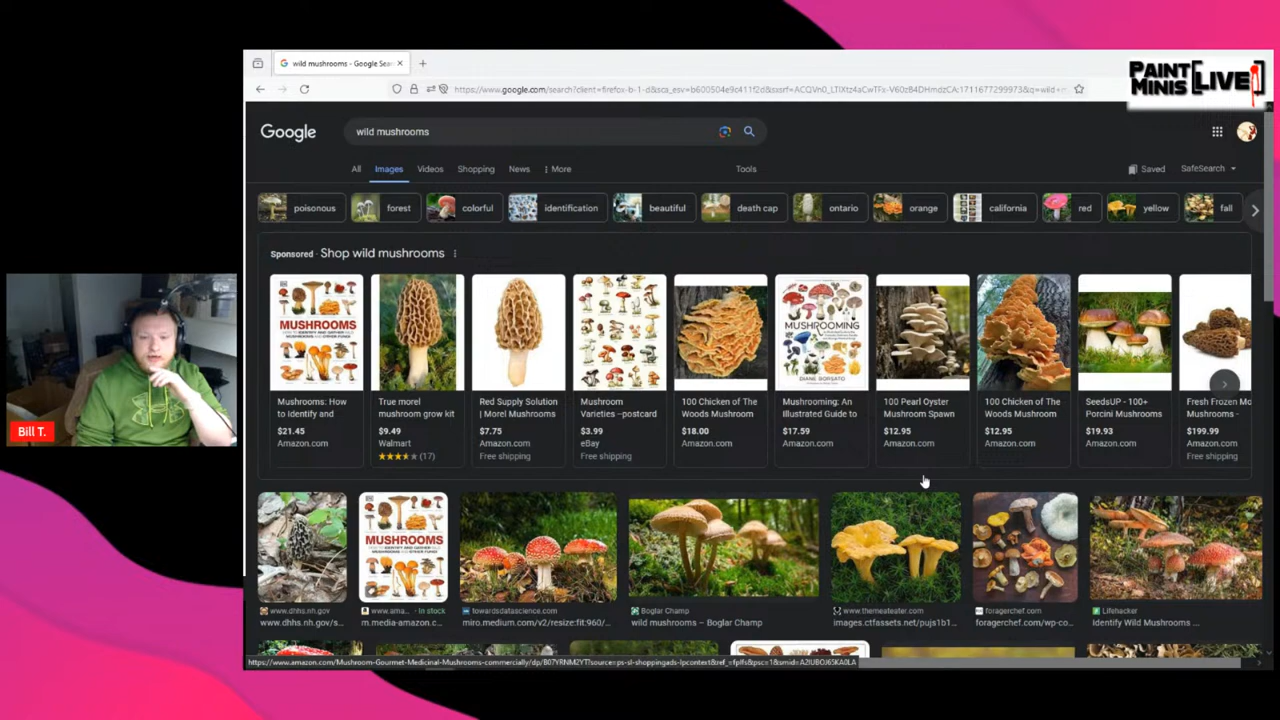 PAINT
MINIS [LIVE]
wild mushrooms - Google Sear
Google
wild mushrooms
All Images Videos Shopping News More Tools Saved SafeSearch
poisonous forest colorful identification beautiful death cap ontario orange california red yellow fall
Sponsored · Shop wild mushrooms
MUSHROOMS
MUSHROOMING
DIANE BORSATO
Mushrooms: How
to Identify and
$21.45
Amazon.com
True morel
mushroom grow kit
$9.49
Walmart
(17)
Red Supply Solution
| Morel Mushrooms
$7.75
Amazon.com
Free shipping
Mushroom
Varieties –postcard
$3.99
eBay
Free shipping
100 Chicken of The
Woods Mushroom
$18.00
Amazon.com
Mushrooming: An
Illustrated Guide to
$17.59
Amazon.com
100 Pearl Oyster
Mushroom Spawn
$12.95
Amazon.com
100 Chicken of The
Woods Mushroom
$12.95
Amazon.com
SeedsUP - 100+
Porcini Mushrooms
$19.93
Amazon.com
Fresh Frozen Mo
Mushrooms -
$199.99
Free shipping
Bill T.
MUSHROOMS
www.dhhs.nh.gov
www.dhhs.nh.gov/s...
www.ama... · In stock
m.media-amazon.c...
towardsdatascience.com
miro.medium.com/v2/resize:fit:960/...
Boglar Champ
wild mushrooms – Boglar Champ
www.themeateater.com
images.ctfassets.net/pujs1b1...
foragerchef.com
foragerchef.com/wp-co...
Lifehacker
Identify Wild Mushrooms ...